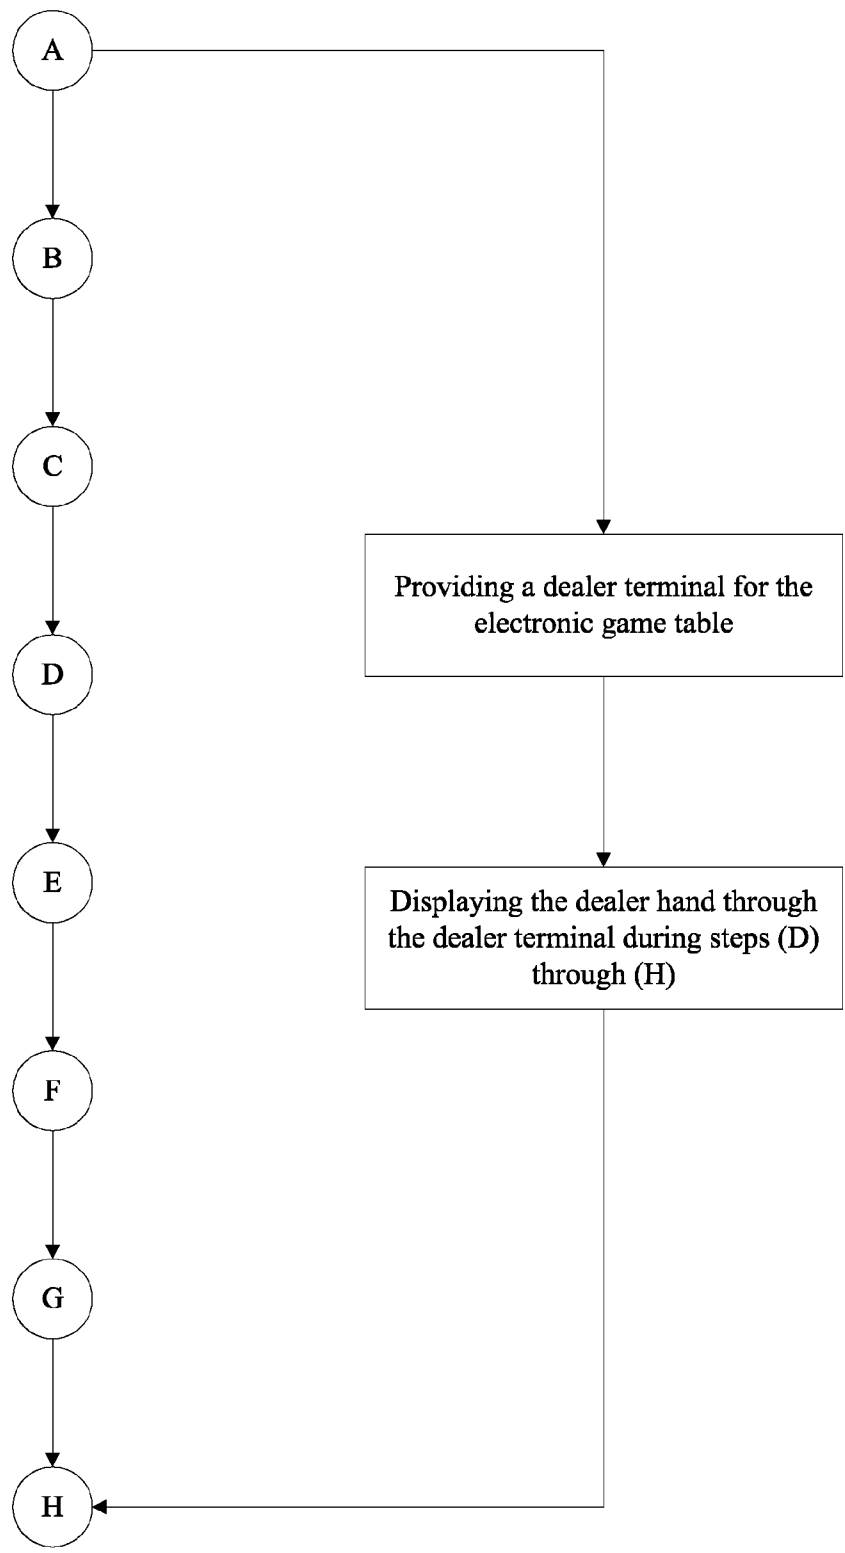 A
B
C
Providing a dealer terminal for the
electronic game table
D
E
Displaying the dealer hand through
the dealer terminal during steps (D)
through (H)
F
G
H